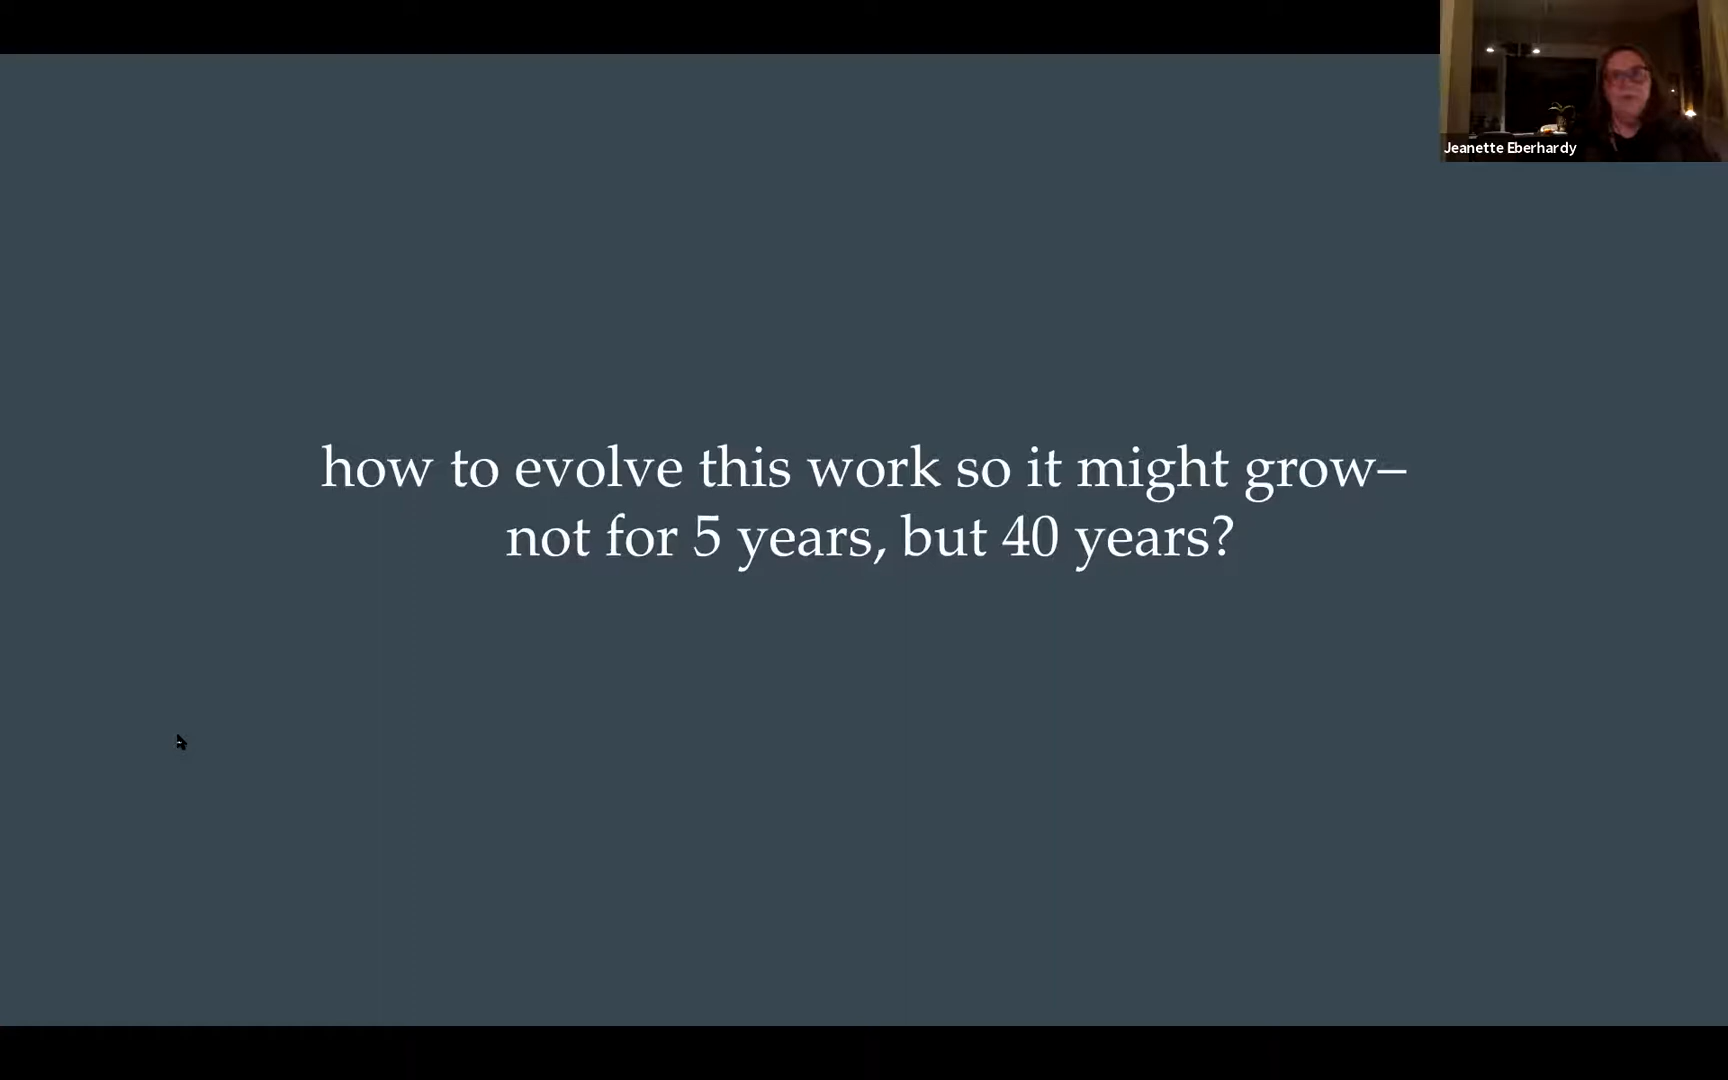 Jeanette Eberhardy
how to evolve this work so it might grow–
not for 5 years, but 40 years?